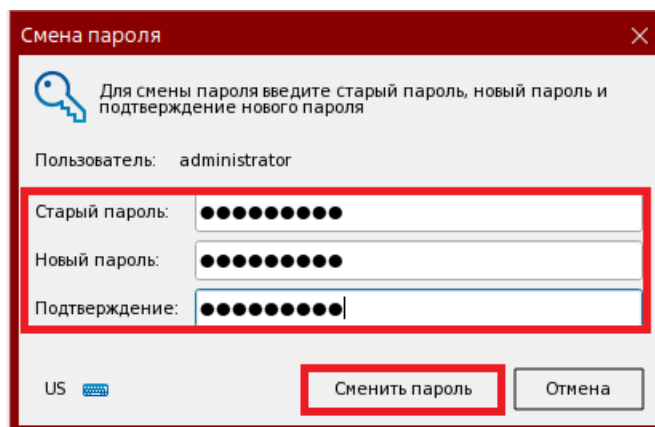 Смена пароля
Для смены пароля введите старый пароль, новый пароль и
подтверждение нового пароля
Пользователь: administrator
Старый пароль: ●●●●●●●●●
Новый пароль: ●●●●●●●●●
Подтверждение: ●●●●●●●●●
US
Сменить пароль
Отмена